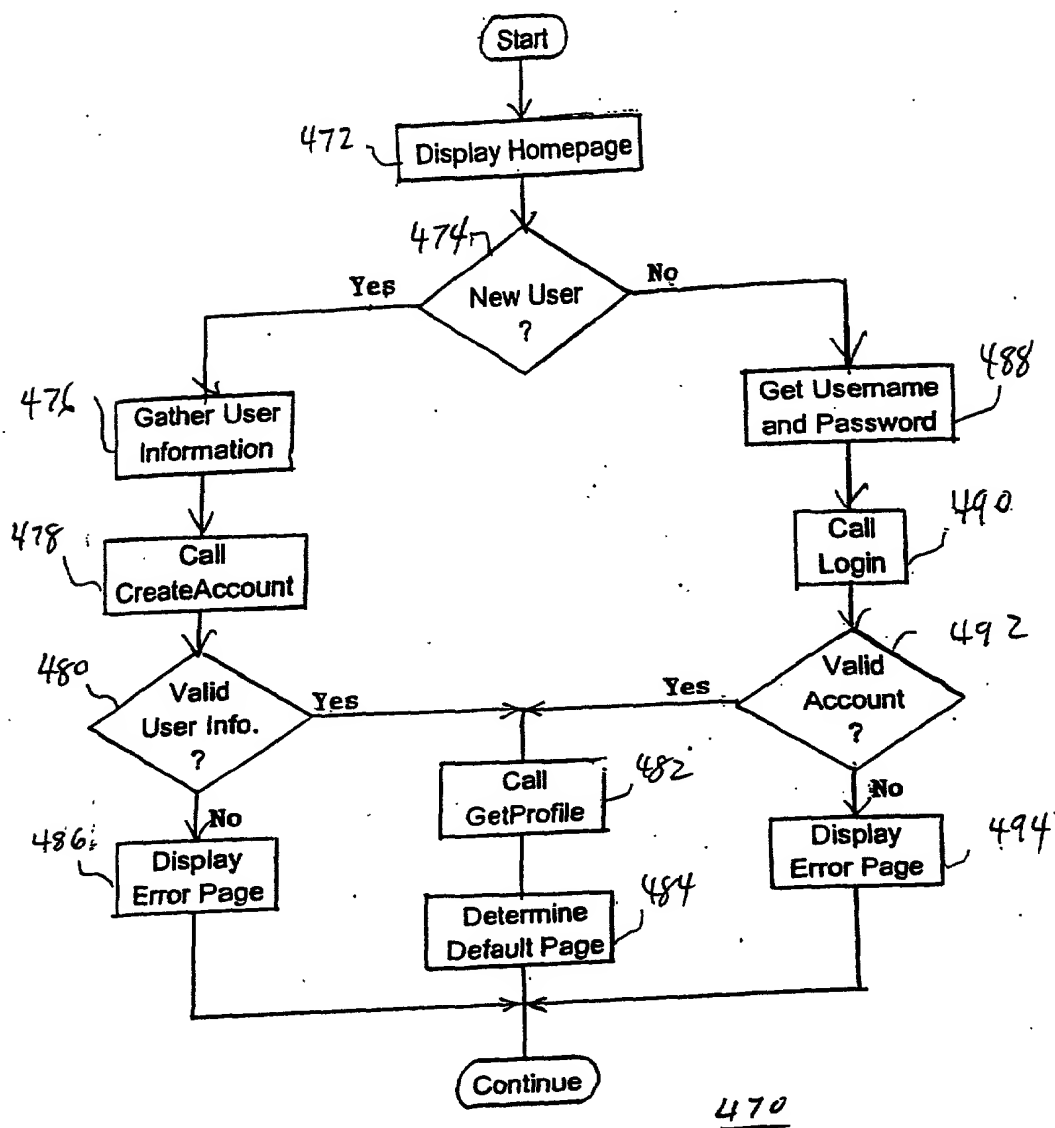 Start
472
Display Homepage
474
New User
?
Yes
No
476
Gather User
Information
488
Get Username
and Password
478
Call
CreateAccount
490
Call
Login
480
Valid
User Info.
?
Yes
492
Valid
Account
?
Yes
482
Call
GetProfile
No
486
Display
Error Page
No
494
Display
Error Page
484
Determine
Default Page
Continue
470